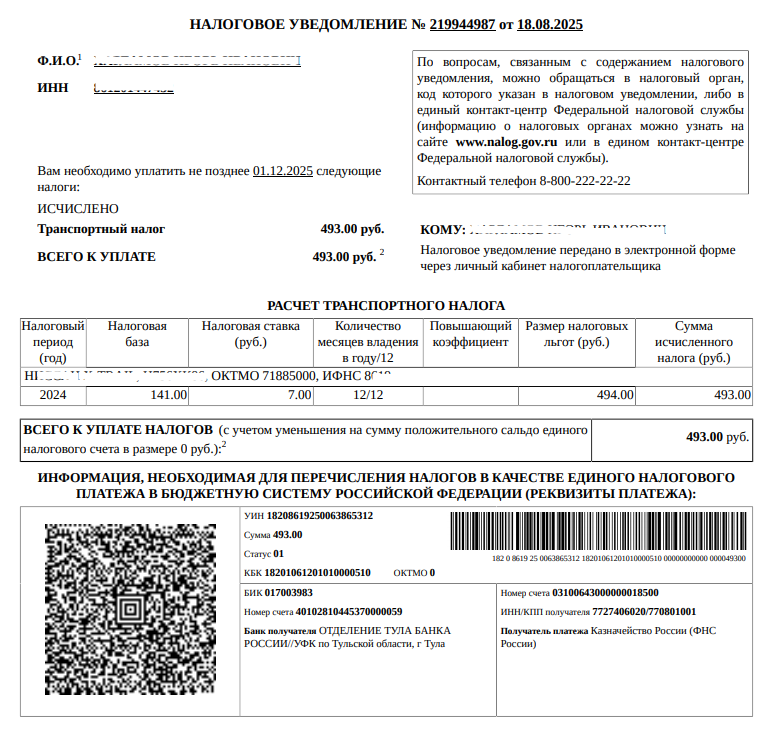 НАЛОГОВОЕ УВЕДОМЛЕНИЕ № 219944987 от 18.08.2025
Ф.И.О.1
ИНН
По вопросам, связанным с содержанием налогового
уведомления, можно обращаться в налоговый орган,
код которого указан в налоговом уведомлении, либо в
единый контакт-центр Федеральной налоговой службы
(информацию о налоговых органах можно узнать на
сайте www.nalog.gov.ru или в едином контакт-центре
Федеральной налоговой службы).
Контактный телефон 8-800-222-22-22
Вам необходимо уплатить не позднее 01.12.2025 следующие
налоги:
ИСЧИСЛЕНО
Транспортный налог 493.00 руб.
ВСЕГО К УПЛАТЕ 493.00 руб. 2
КОМУ:
Налоговое уведомление передано в электронной форме
через личный кабинет налогоплательщика
РАСЧЕТ ТРАНСПОРТНОГО НАЛОГА
Налоговый период (год) Налоговая база Налоговая ставка (руб.) Количество месяцев владения в году/12 Повышающий коэффициент Размер налоговых льгот (руб.) Сумма исчисленного налога (руб.)
ОКТМО 71885000, ИФНС
2024 141.00 7.00 12/12 494.00 493.00
ВСЕГО К УПЛАТЕ НАЛОГОВ (с учетом уменьшения на сумму положительного сальдо единого
налогового счета в размере 0 руб.):2 493.00 руб.
ИНФОРМАЦИЯ, НЕОБХОДИМАЯ ДЛЯ ПЕРЕЧИСЛЕНИЯ НАЛОГОВ В КАЧЕСТВЕ ЕДИНОГО НАЛОГОВОГО
ПЛАТЕЖА В БЮДЖЕТНУЮ СИСТЕМУ РОССИЙСКОЙ ФЕДЕРАЦИИ (РЕКВИЗИТЫ ПЛАТЕЖА):
УИН 18208619250063865312
Сумма 493.00
Статус 01
КБК 18201061201010000510 ОКТМО 0
182 0 8619 25 0063865312 18201061201010000510 00000000000 000000049300
БИК 017003983
Номер счета 40102810445370000059
Банк получателя ОТДЕЛЕНИЕ ТУЛА БАНКА
РОССИИ//УФК по Тульской области, г Тула
Номер счета 03100643000000018500
ИНН/КПП получателя 7727406020/770801001
Получатель платежа Казначейство России (ФНС
России)